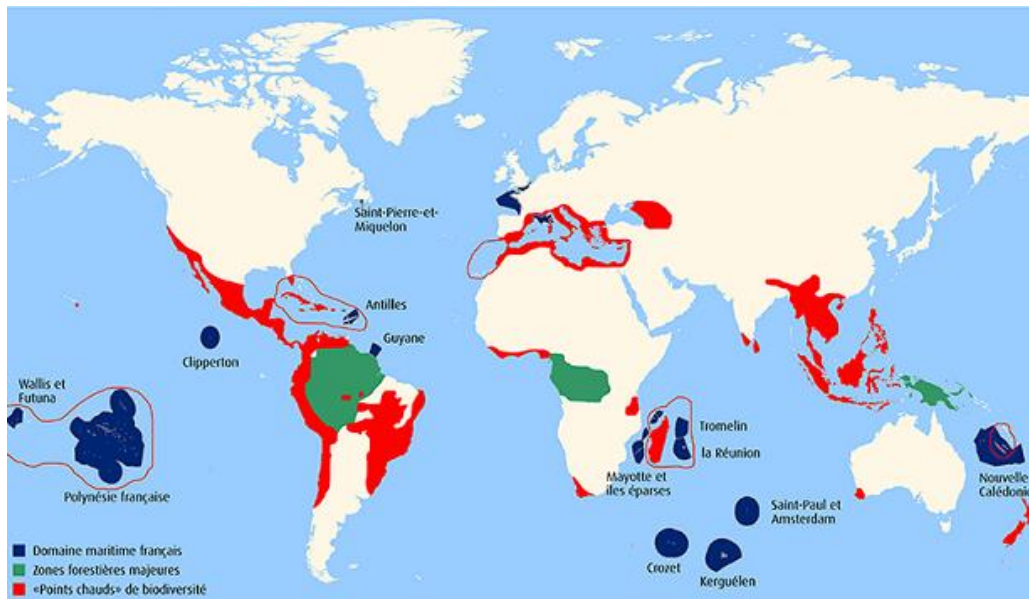 Saint-Pierre-et-
Miquelon
Antilles
Guyane
Clipperton
Wallis et
Futuna
Polynésie française
Tromelin
la Réunion
Mayotte et
îles éparses
Nouvelle
Calédonie
Saint-Paul et
Amsterdam
Crozet
Kerguélen
Domaine maritime français
Zones forestières majeures
«Points chauds» de biodiversité